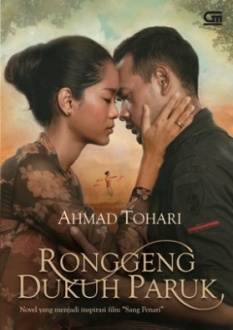 AHMAD TOHARI
RONGGENG
DUKUH PARUK
Novel yang menjadi inspirasi film "Sang Penari"